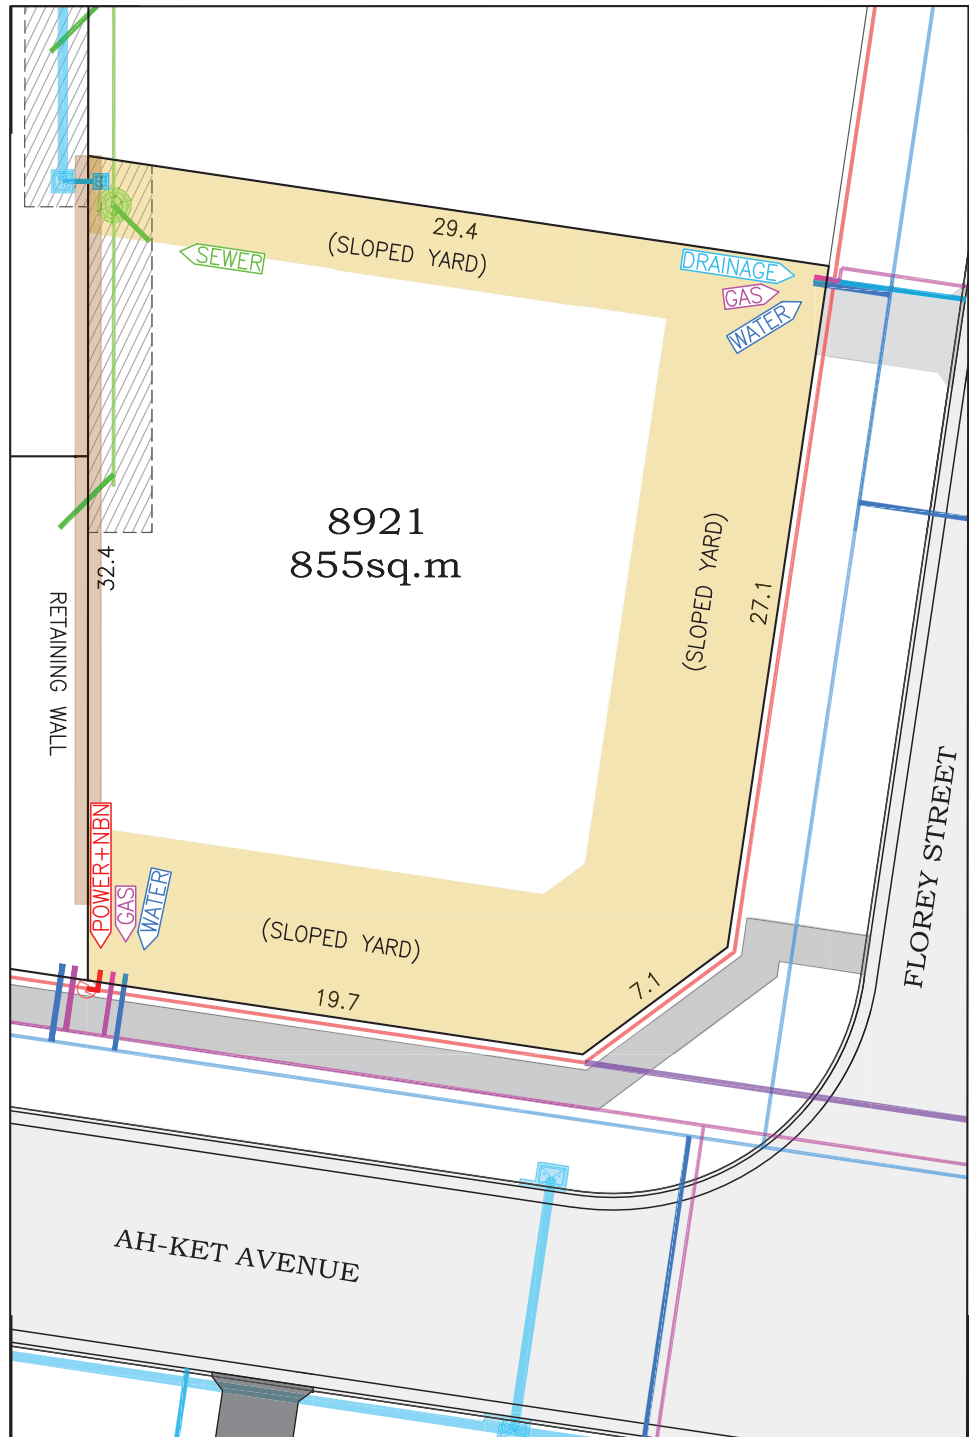 29.4
(SLOPED YARD)
SEWER
DRAINAGE
GAS
WATER
8921
855sq.m
32.4
(SLOPED YARD)
27.1
RETAINING WALL
FLOREY STREET
POWER+NBN
GAS
WATER
(SLOPED YARD)
19.7
7.1
AH-KET AVENUE